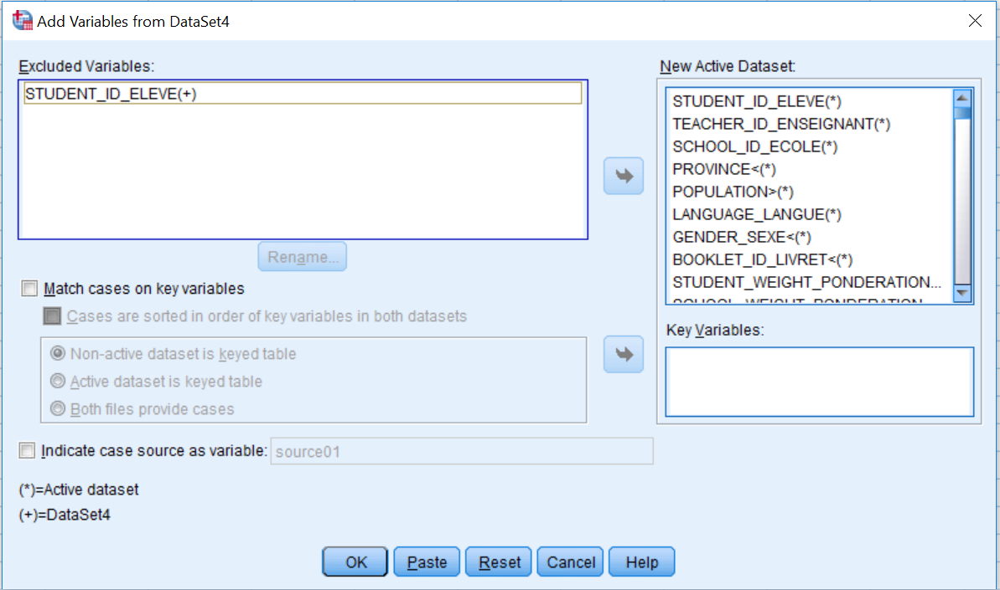 Add Variables from DataSet4
Excluded Variables:
STUDENT_ID_ELEVE(+)
Rename...
Match cases on key variables
Cases are sorted in order of key variables in both datasets
Non-active dataset is keyed table
Active dataset is keyed table
Both files provide cases
New Active Dataset:
STUDENT_ID_ELEVE(*)
TEACHER_ID_ENSEIGNANT(*)
SCHOOL_ID_ECOLE(*)
PROVINCE<(*)
POPULATION>(*)
LANGUAGE_LANGUE(*)
GENDER_SEXE<(*)
BOOKLET_ID_LIVRET<(*)
STUDENT_WEIGHT_PONDERATION...
SCHOOL_WEIGHT_PONDERATION
Key Variables:
Indicate case source as variable: source01
(*)=Active dataset
(+)=DataSet4
OK Paste Reset Cancel Help